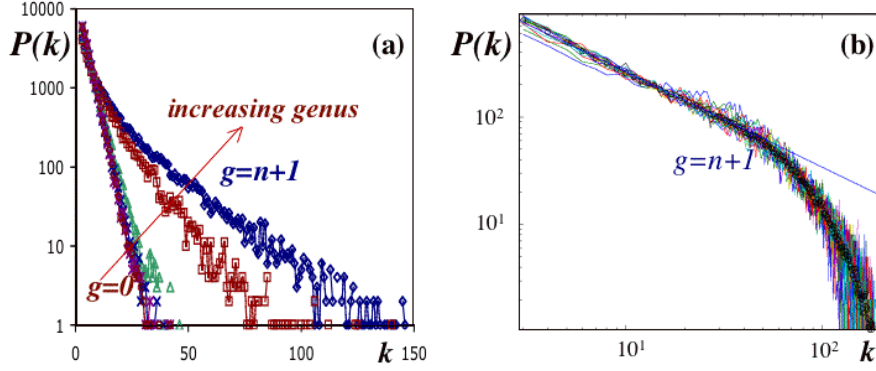 P(k)
(a)
10000
1000
100
10
1
increasing genus
g=n+1
g=0
0
50
100
150
k
P(k)
(b)
10²
10¹
g=n+1
10¹
10²
k